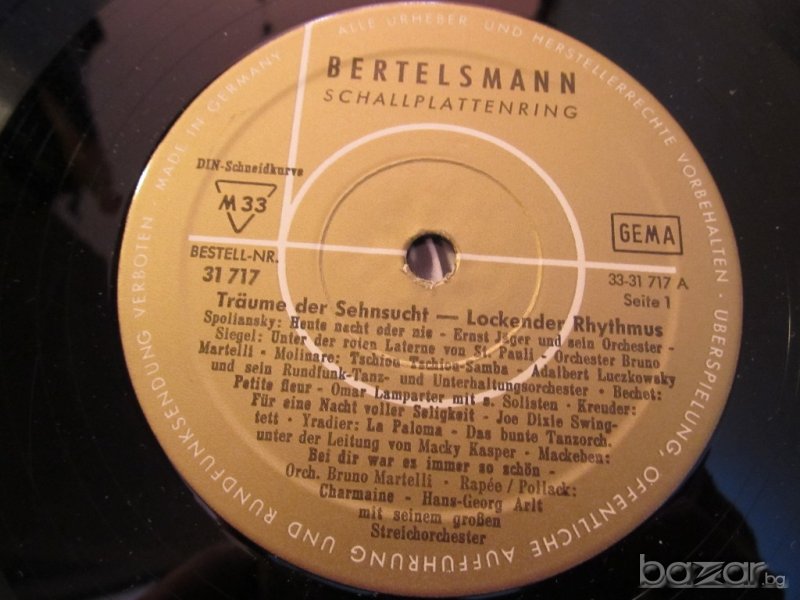 BERTELSMANN
SCHALLPLATTENRING
DIN-Schneidkurve
M 33
GEMA
BESTELL-NR.
31 717
33-31 717 A
Seite 1
Träume der Sehnsucht — Lockender Rhythmus
Spoliansky: Heute nacht oder nie - Ernst Jäger und sein Orchester ·
Siegel: Unter der roten Laterne von St. Pauli - Orchester Bruno
Martelli · Molinare: Tschiou Tschiou-Samba - Adalbert Luczkowsky
und sein Rundfunk-Tanz- und Unterhaltungsorchester · Bechet:
Petite fleur - Omar Lamparter mit s. Solisten · Kreuder:
Für eine Nacht voller Seligkeit - Joe Dixie Swing-
tett · Yradier: La Paloma - Das bunte Tanzorch.
unter der Leitung von Macky Kasper · Mackeben:
Bei dir war es immer so schön -
Orch. Bruno Martelli · Rapée/Pollack:
Charmaine - Hans-Georg Arlt
mit seinem großen
Streichorchester
MADE IN GERMANY · ALLE URHEBER- UND HERSTELLERRECHTE VORBEHALTEN · ÜBERSPIELUNG, ÖFFENTLICHE AUFFÜHRUNG UND RUNDFUNKSENDUNG VERBOTEN
bazar.bg